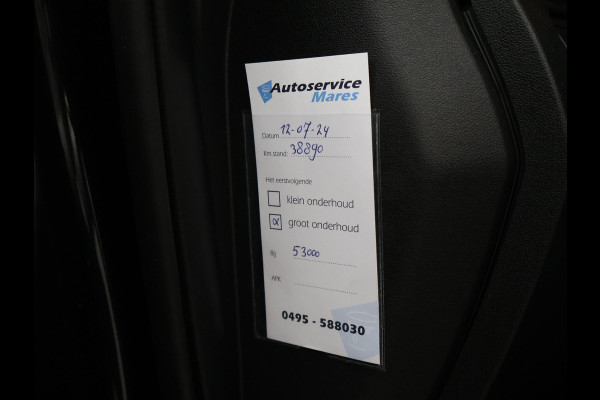 Autoservice
Mares
Datum 12-07-24
Km stand: 38890
Het eerstvolgende
klein onderhoud
groot onderhoud
Bij 53000
APK
0495 - 588030